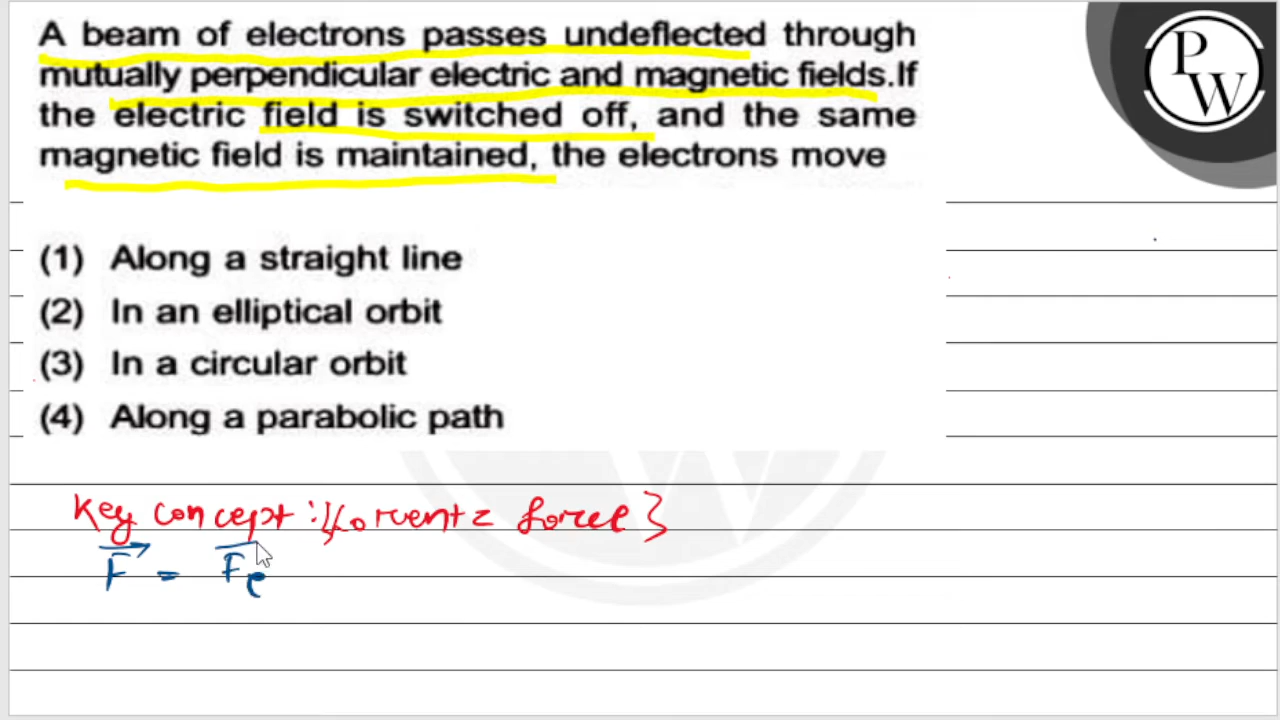 A beam of electrons passes undeflected through
mutually perpendicular electric and magnetic fields.If
the electric field is switched off, and the same
magnetic field is maintained, the electrons move
PW
(1) Along a straight line
(2) In an elliptical orbit
(3) In a circular orbit
(4) Along a parabolic path
Key concept : {Lorentz force}
F = Fe